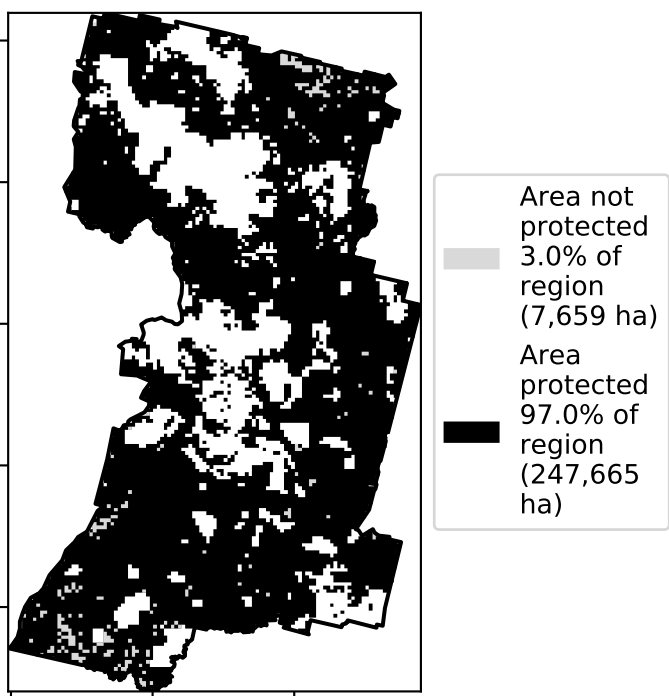 Area not
protected
3.0% of
region
(7,659 ha)
Area
protected
97.0% of
region
(247,665
ha)